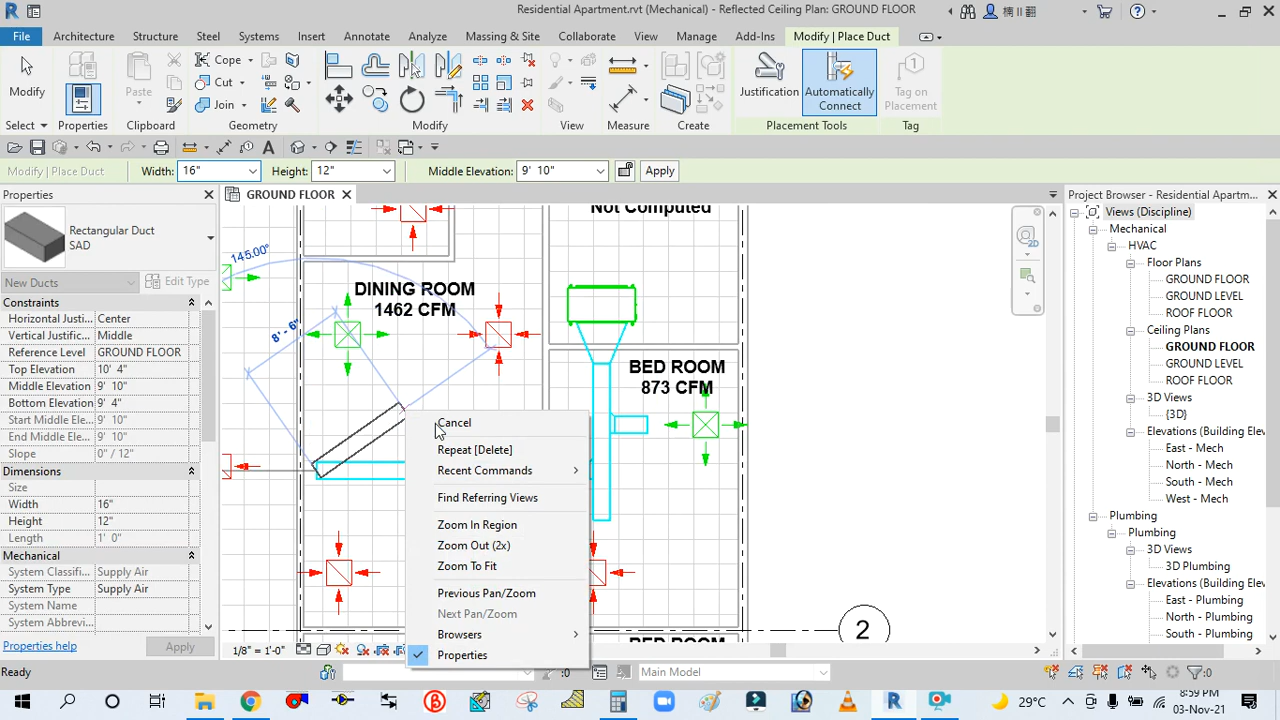 Residential Apartment.rvt (Mechanical) - Reflected Ceiling Plan: GROUND FLOOR
File Architecture Structure Steel Systems Insert Annotate Analyze Massing & Site Collaborate View Manage Add-Ins Modify | Place Duct
Modify
Paste
Cope
Cut
Join
Justification
Automatically
Connect
Tag on
Placement
Select Properties Clipboard Geometry Modify View Measure Create Placement Tools Tag
Modify | Place Duct Width: 16" Height: 12" Middle Elevation: 9' 10" Apply
Properties
Rectangular Duct
SAD
New Ducts
Edit Type
Constraints
Horizontal Justi... Center
Vertical Justific... Middle
Reference Level GROUND FLOOR
Top Elevation 10' 4"
Middle Elevation 9' 10"
Bottom Elevation 9' 4"
Start Middle Ele...
End Middle Elev...
Slope 0" / 12"
Dimensions
Size
Width 16"
Height 12"
Length 1' 0"
Mechanical
System Classifi... Supply Air
System Type Supply Air
System Name
System Abbrevi...
Properties help
Apply
GROUND FLOOR
Not Computed
145.00°
DINING ROOM
1462 CFM
8' - 6"
BED ROOM
873 CFM
BED ROOM
2
Cancel
Repeat [Delete]
Recent Commands
Find Referring Views
Zoom In Region
Zoom Out (2x)
Zoom To Fit
Previous Pan/Zoom
Next Pan/Zoom
Browsers
Properties
2D
Project Browser - Residential Apartm...
Views (Discipline)
Mechanical
HVAC
Floor Plans
GROUND FLOOR
GROUND LEVEL
ROOF FLOOR
Ceiling Plans
GROUND FLOOR
GROUND LEVEL
ROOF FLOOR
3D Views
{3D}
Elevations (Building Elev
East - Mech
North - Mech
South - Mech
West - Mech
Plumbing
Plumbing
3D Views
3D Plumbing
Elevations (Building Ele
East - Plumbing
North - Plumbing
South - Plumbing
1/8" = 1'-0"
Ready
:0
Main Model
:0
29°C
8:59 PM
03-Nov-21